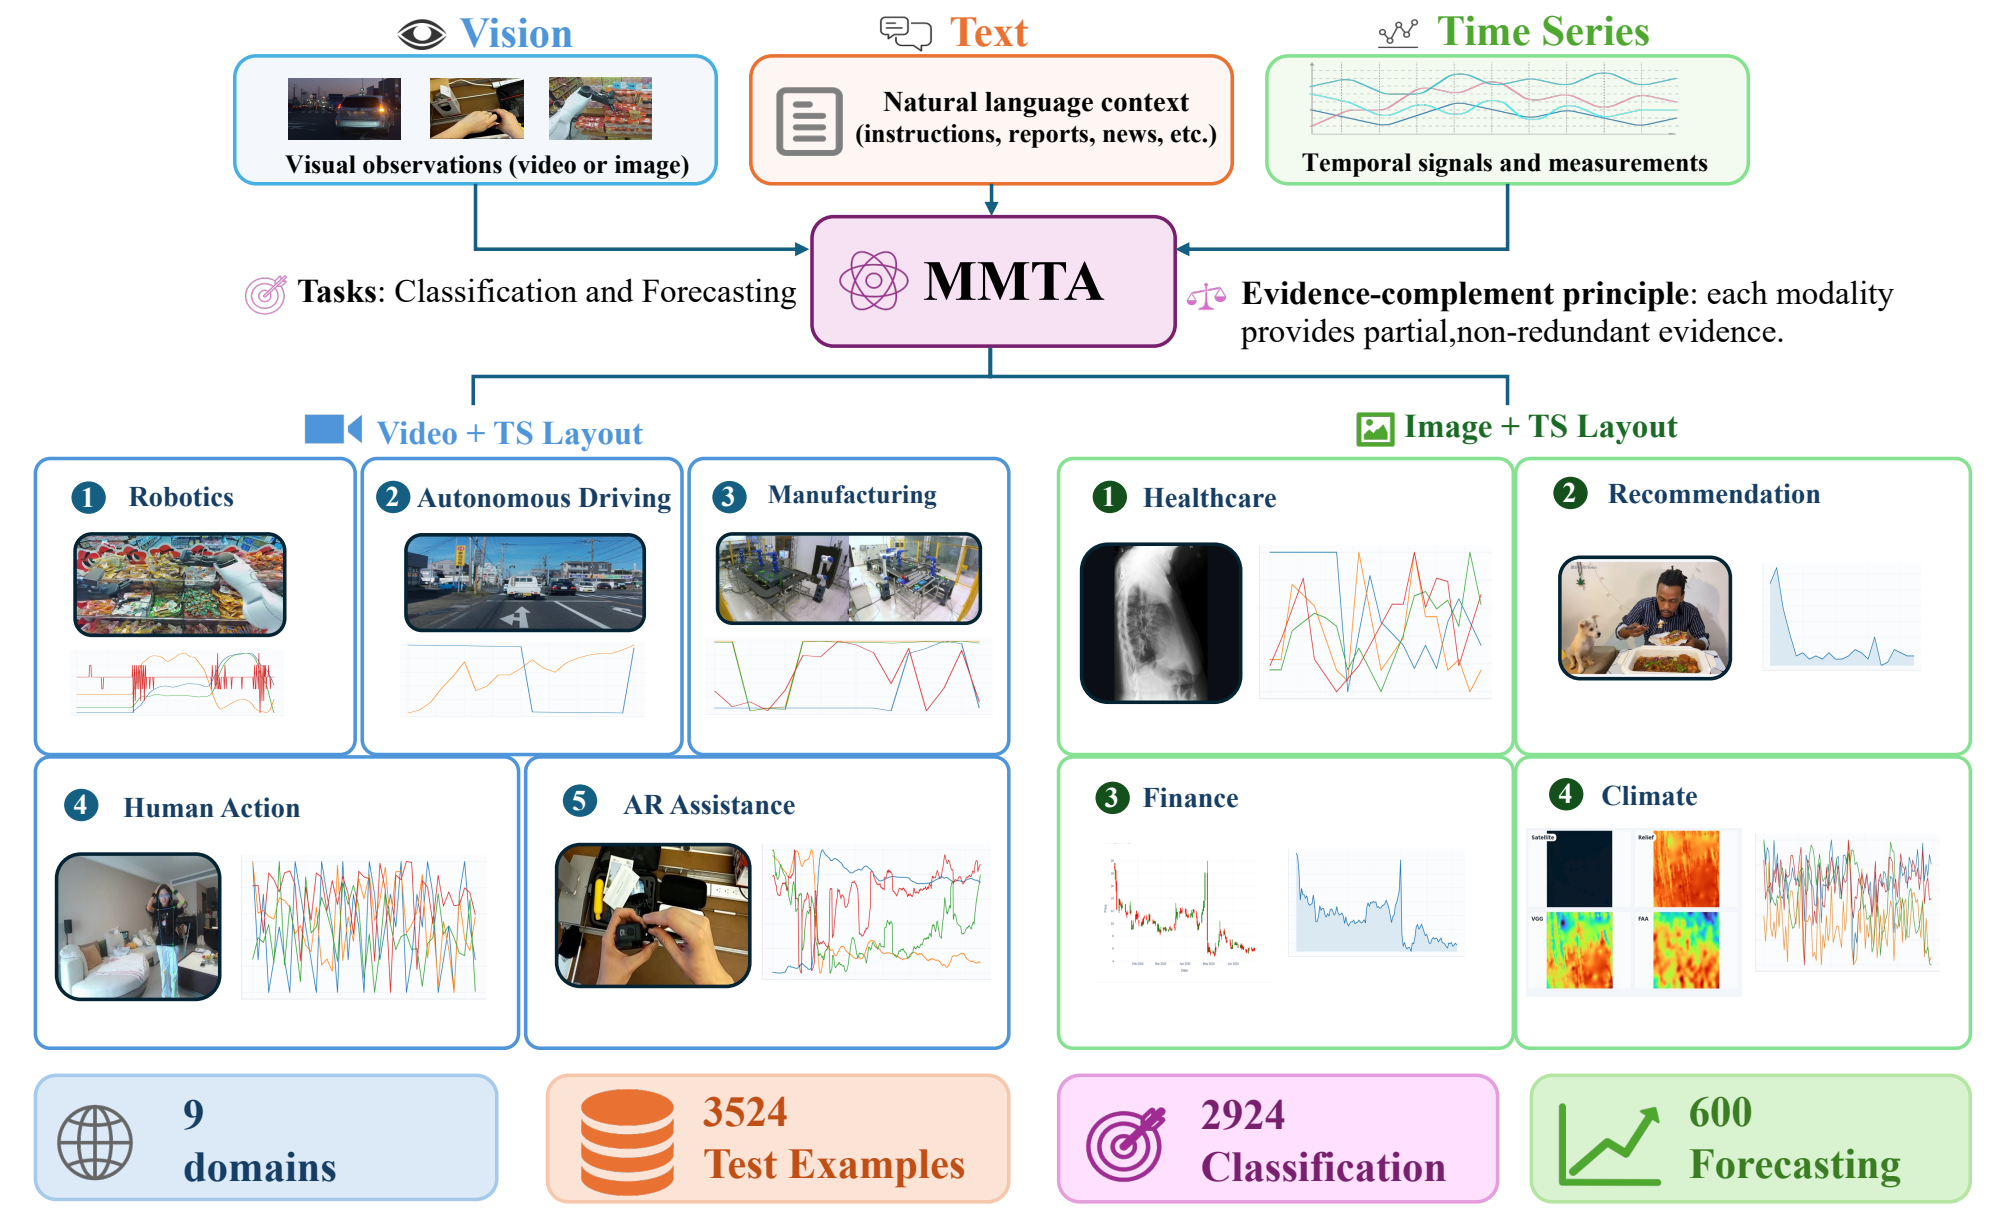 Vision
Text
Time Series
Visual observations (video or image)
Natural language context
(instructions, reports, news, etc.)
Temporal signals and measurements
MMTA
Tasks: Classification and Forecasting
Evidence-complement principle: each modality
provides partial,non-redundant evidence.
Video + TS Layout
Image + TS Layout
1 Robotics
2 Autonomous Driving
3 Manufacturing
4 Human Action
5 AR Assistance
1 Healthcare
2 Recommendation
3 Finance
4 Climate
Satellite
Relief
VGG
FAA
9
domains
3524
Test Examples
2924
Classification
600
Forecasting